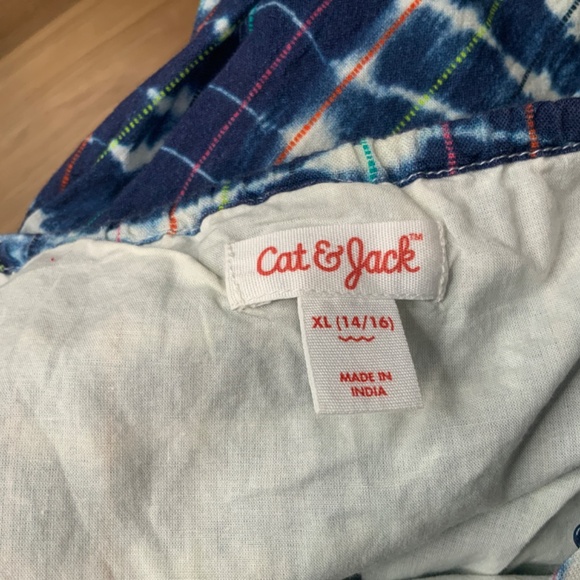 Cat & Jack™
XL (14/16)
MADE IN
INDIA